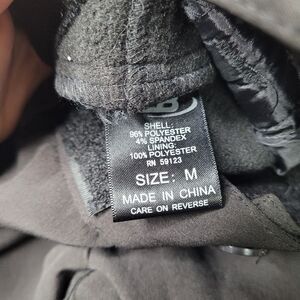 B
SHELL:
96% POLYESTER
4% SPANDEX
LINING:
100% POLYESTER
RN 59123
SIZE: M
MADE IN CHINA
CARE ON REVERSE